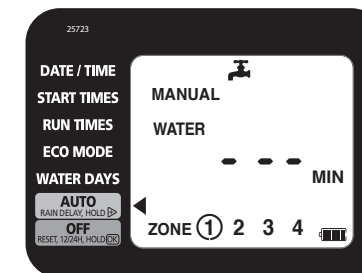 25723
DATE / TIME
START TIMES
RUN TIMES
ECO MODE
WATER DAYS
AUTO
RAIN DELAY, HOLD
OFF
RESET, 12/24H, HOLD OK
MANUAL
WATER
- - -
MIN
ZONE 1 2 3 4